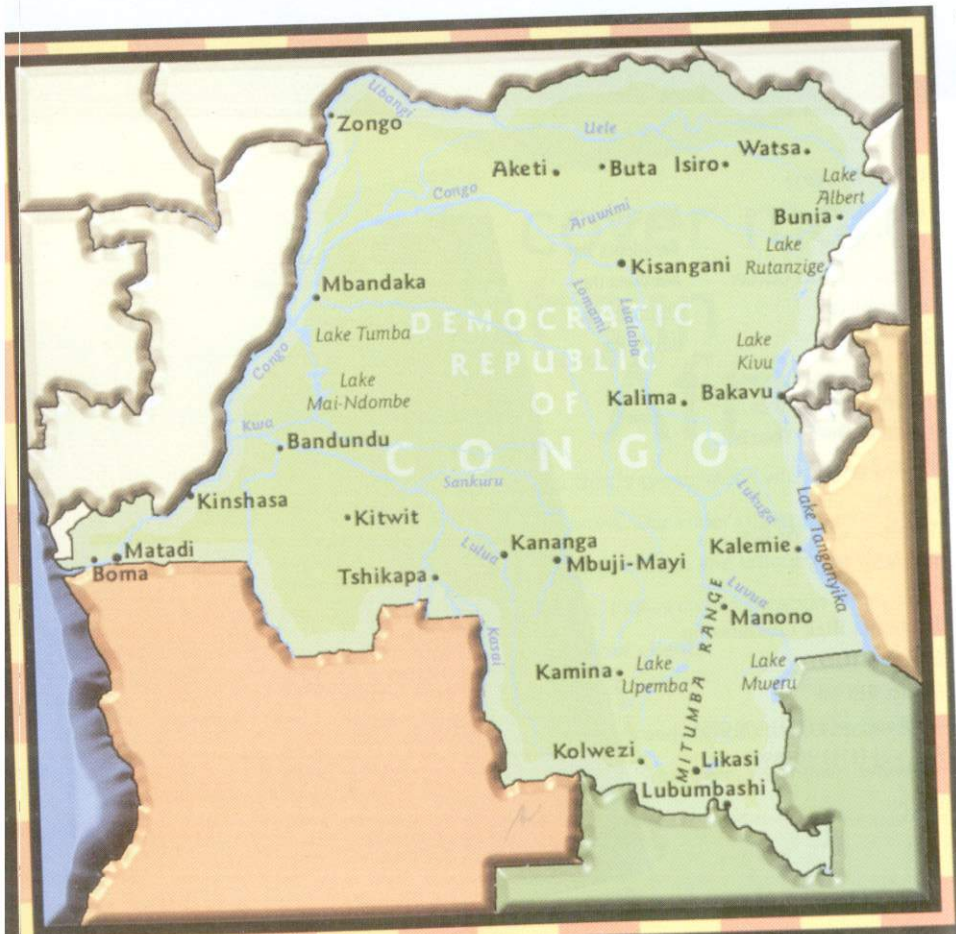 Ubangi
Zongo
Uele
Watsa
Aketi
Buta
Isiro
Lake
Albert
Congo
Aruwimi
Bunia
Lake
Rutanzige
Kisangani
Mbandaka
Lomami
Lualaba
DEMOCRATIC
REPUBLIC
OF
CONGO
Lake Tumba
Congo
Lake
Kivu
Lake
Mai-Ndombe
Kalima
Bakavu
Kwa
Bandundu
Sankuru
Lukuga
Lake Tanganyika
Kinshasa
Kitwit
Matadi
Boma
Lulua
Kananga
Mbuji-Mayi
Kalemie
Tshikapa
Luvua
Manono
Kasai
MITUMBA RANGE
Kamina
Lake
Upemba
Lake
Mweru
Kolwezi
Likasi
Lubumbashi